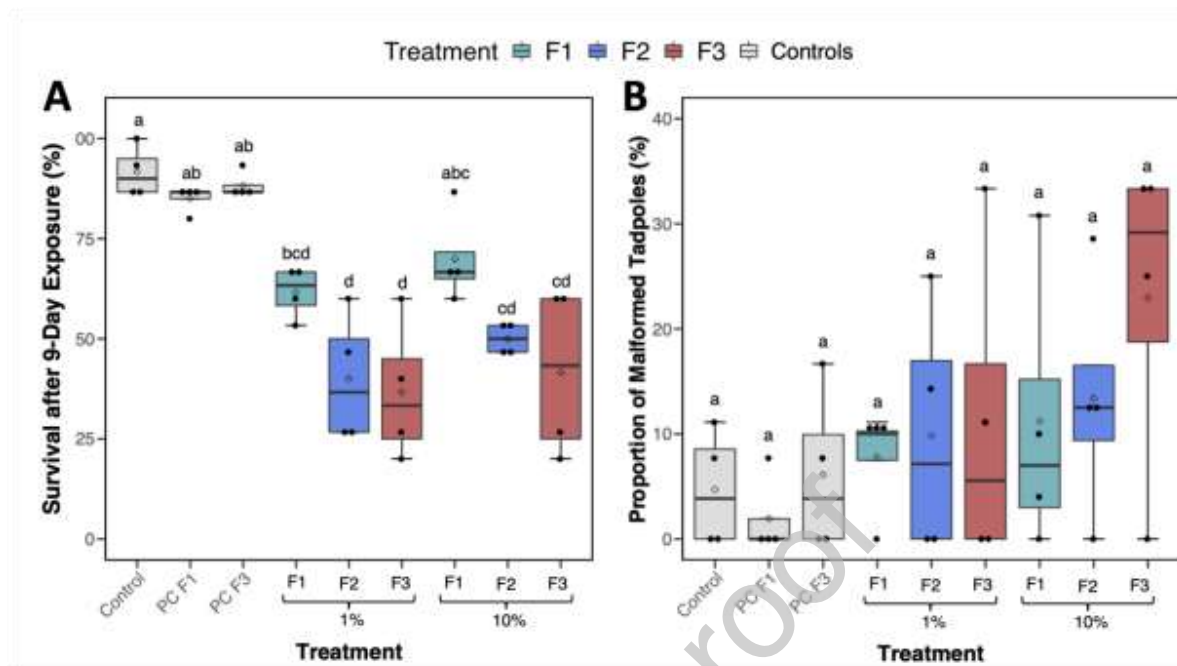 Treatment F1 F2 F3 Controls
A
Survival after 9-Day Exposure (%)
00
75
50
25
0
a
ab
ab
bcd
d
d
abc
cd
cd
Control
PC F1
PC F3
F1
F2
F3
F1
F2
F3
1%
10%
Treatment
B
Proportion of Malformed Tadpoles (%)
40
30
20
10
0
a
a
a
a
a
a
a
a
a
Control
PC F1
PC F3
F1
F2
F3
F1
F2
F3
1%
10%
Treatment
roof